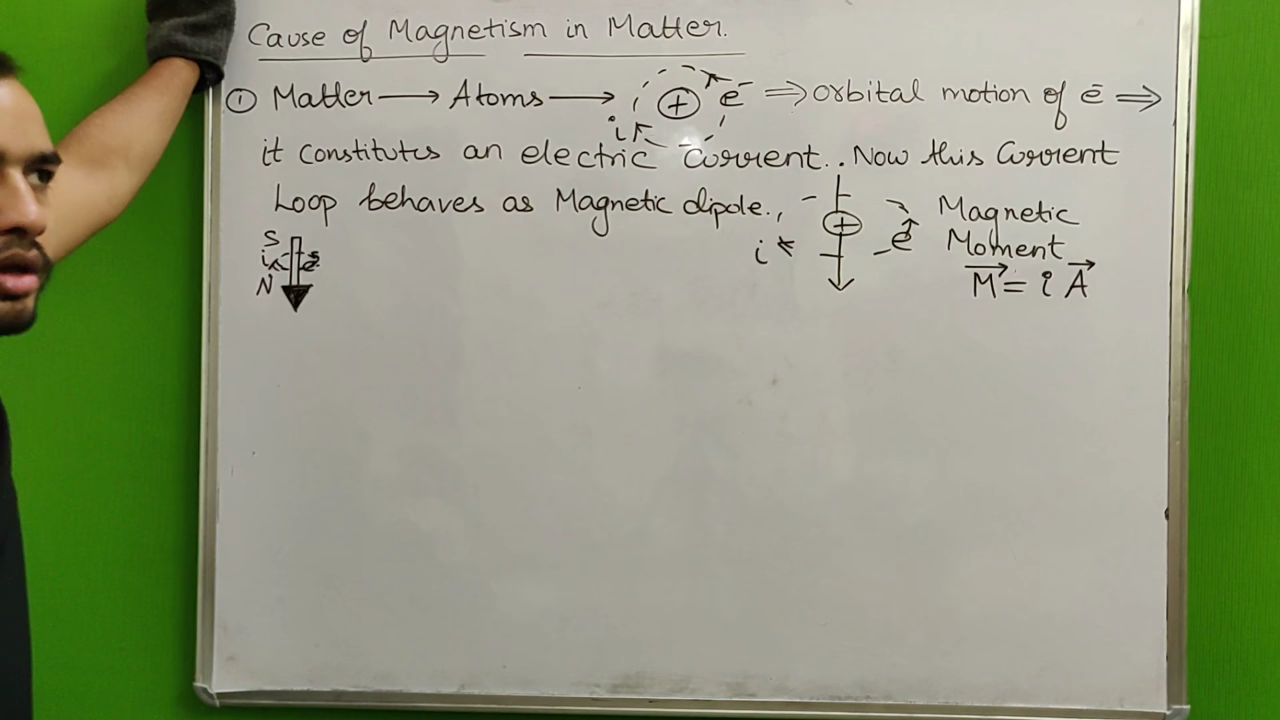 Cause of Magnetism in Matter.
① Matter → Atoms → + e⁻ ⇒ orbital motion of e̅ ⇒
i
it constitutes an electric current.. Now this Current
Loop behaves as Magnetic dipole., + Magnetic
S i e̅ Moment
i e̅
N M⃗ = i A⃗